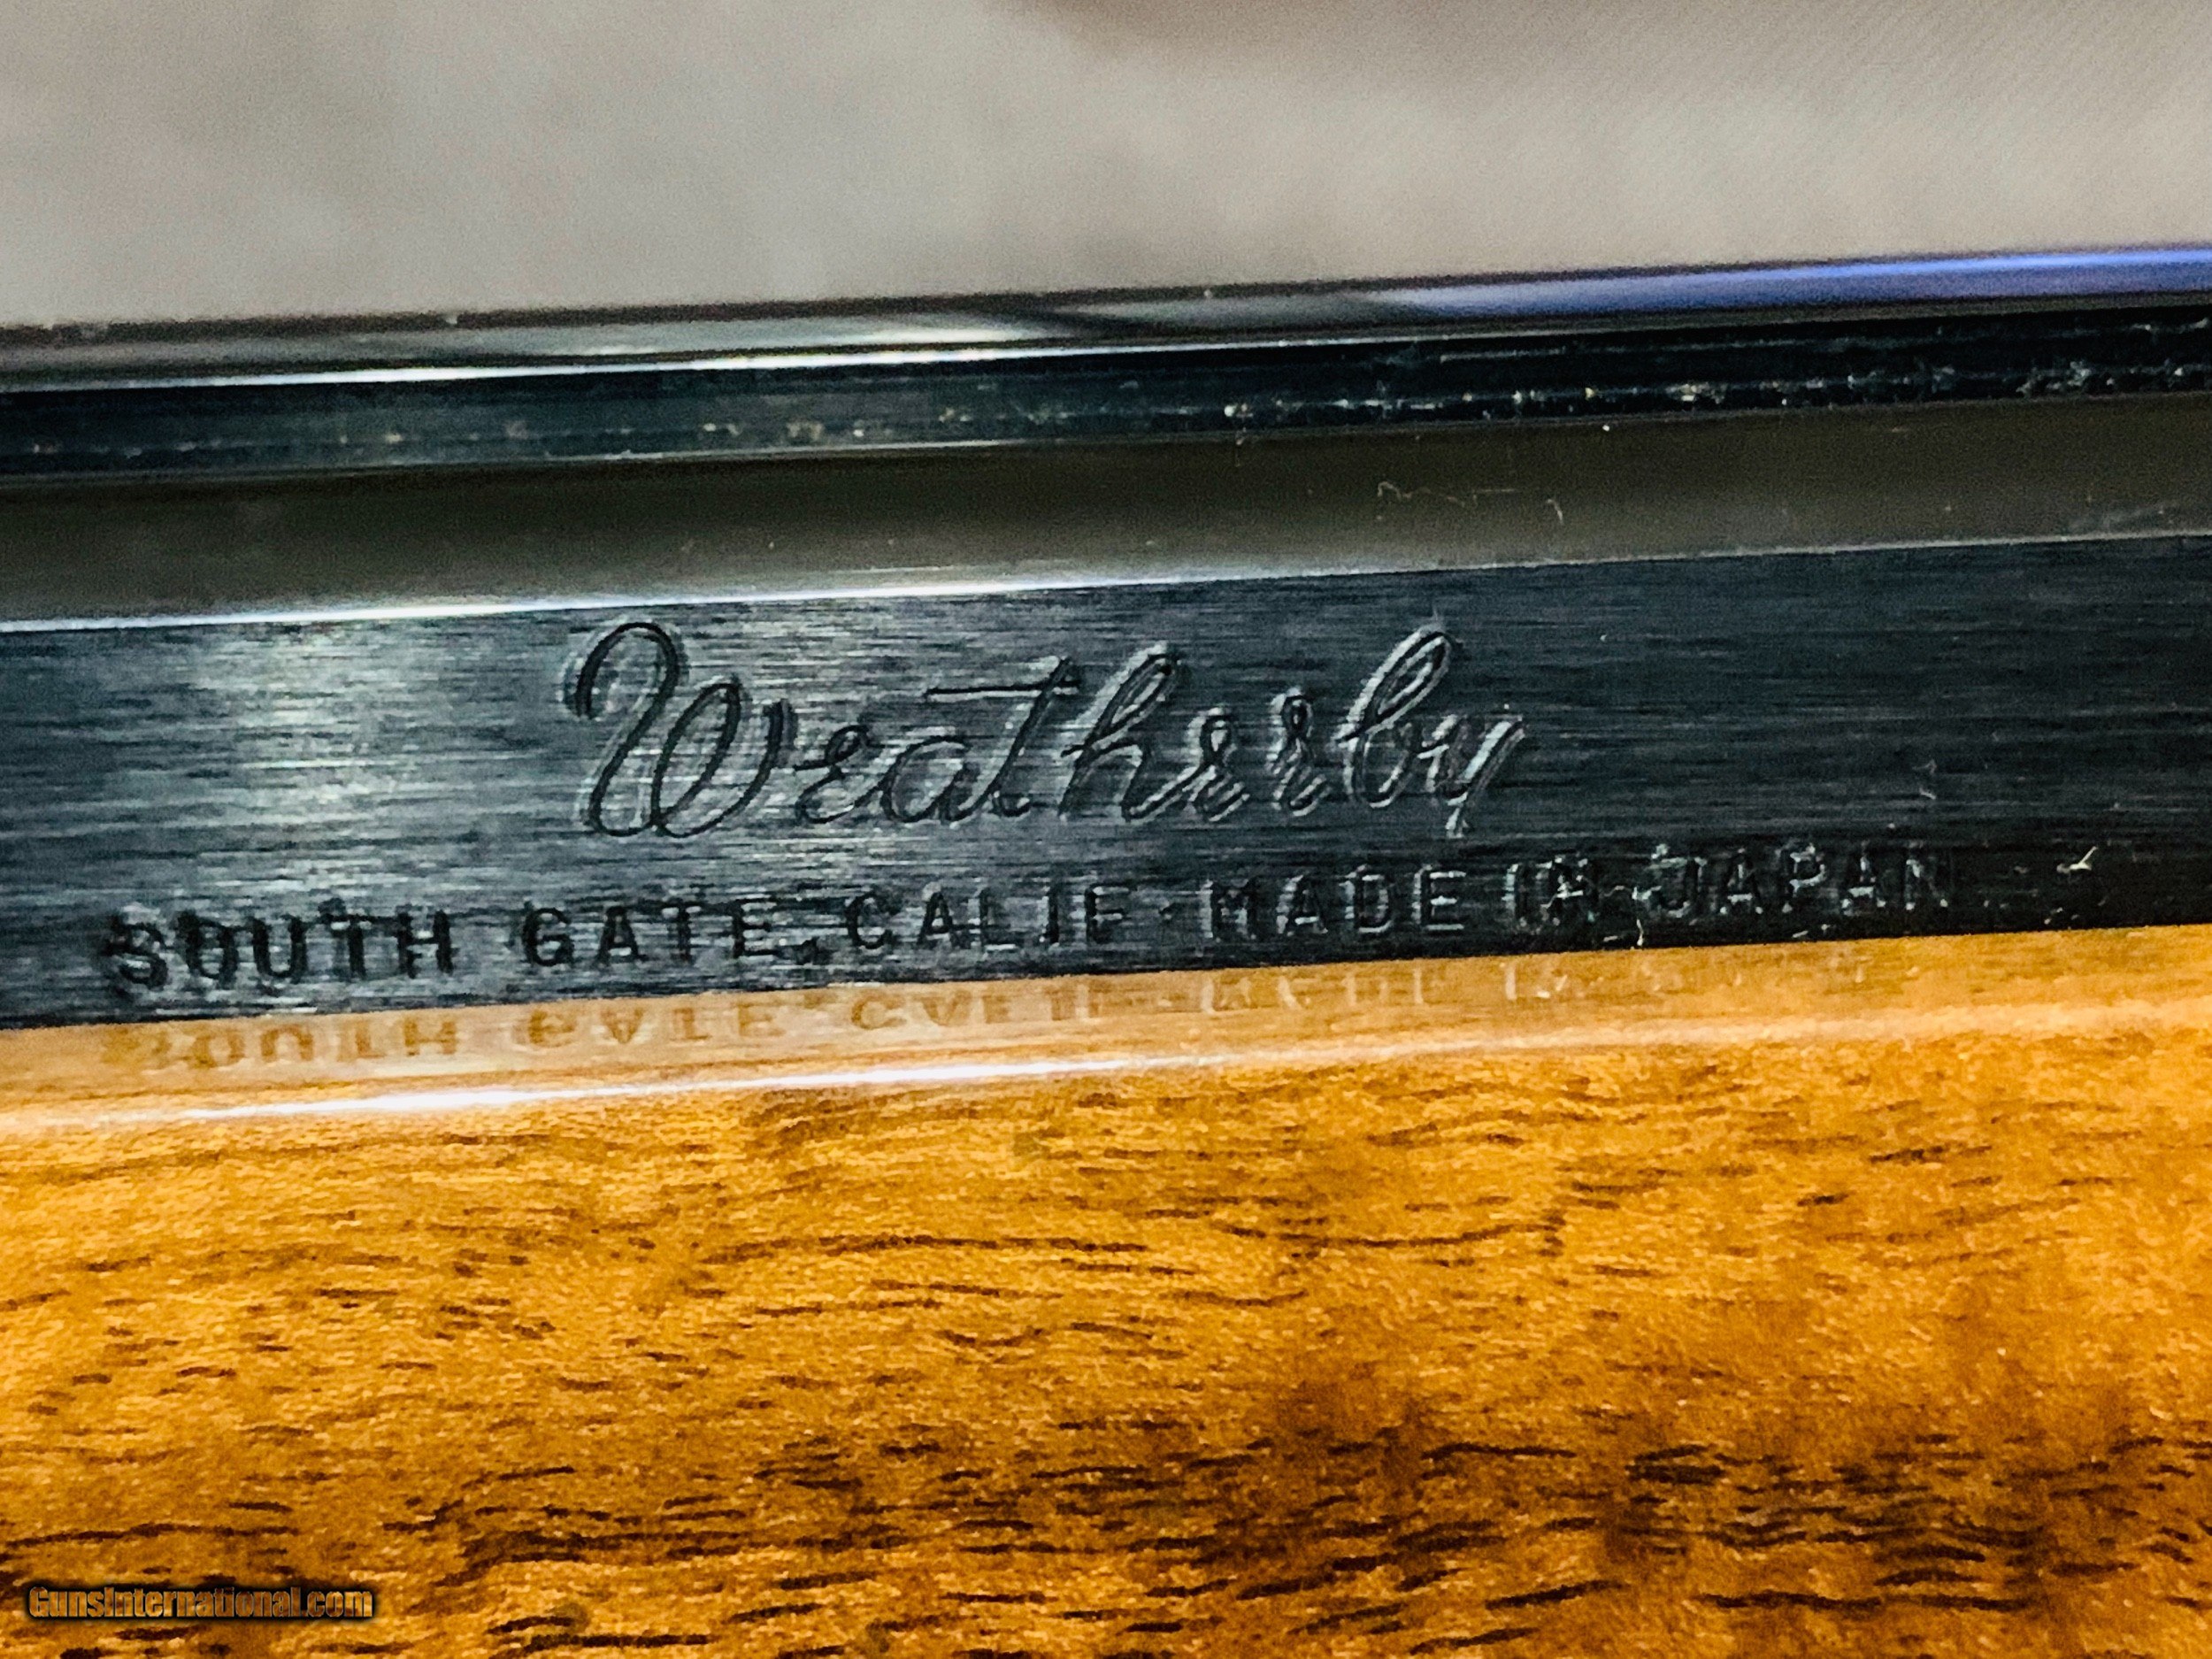 Weatherby
SOUTH GATE, CALIF - MADE IN JAPAN
GunsInternational.com